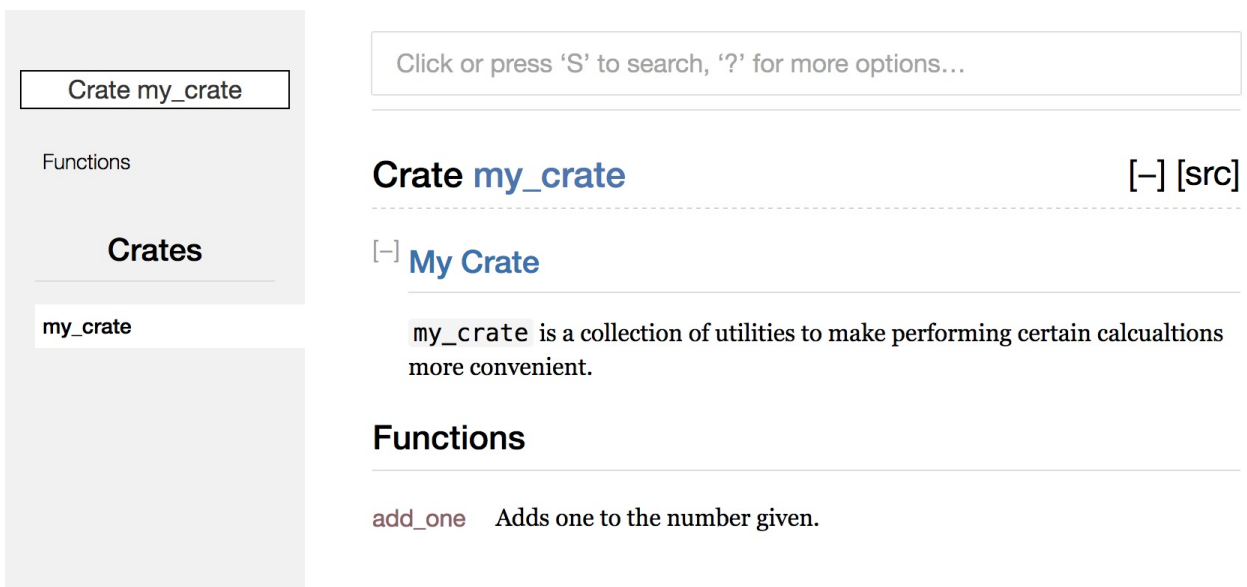 Crate my_crate
Functions
Crates
my_crate
Click or press ‘S’ to search, ‘?’ for more options…
Crate my_crate [–] [src]
[–] My Crate
my_crate is a collection of utilities to make performing certain calcualtions
more convenient.
Functions
add_one Adds one to the number given.